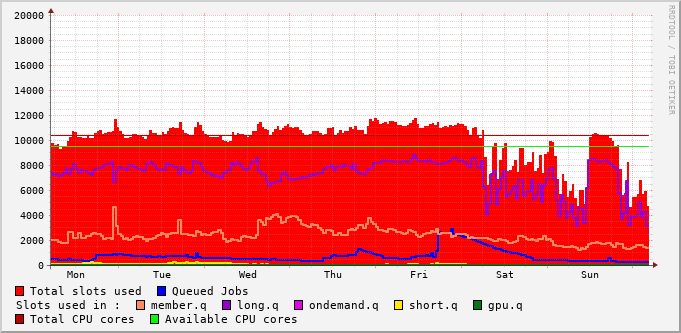 RRDTOOL / TOBI OETIKER
20000
18000
16000
14000
12000
10000
8000
6000
4000
2000
0
Mon Tue Wed Thu Fri Sat Sun
Total slots used Queued Jobs
Slots used in : member.q long.q ondemand.q short.q gpu.q
Total CPU cores Available CPU cores